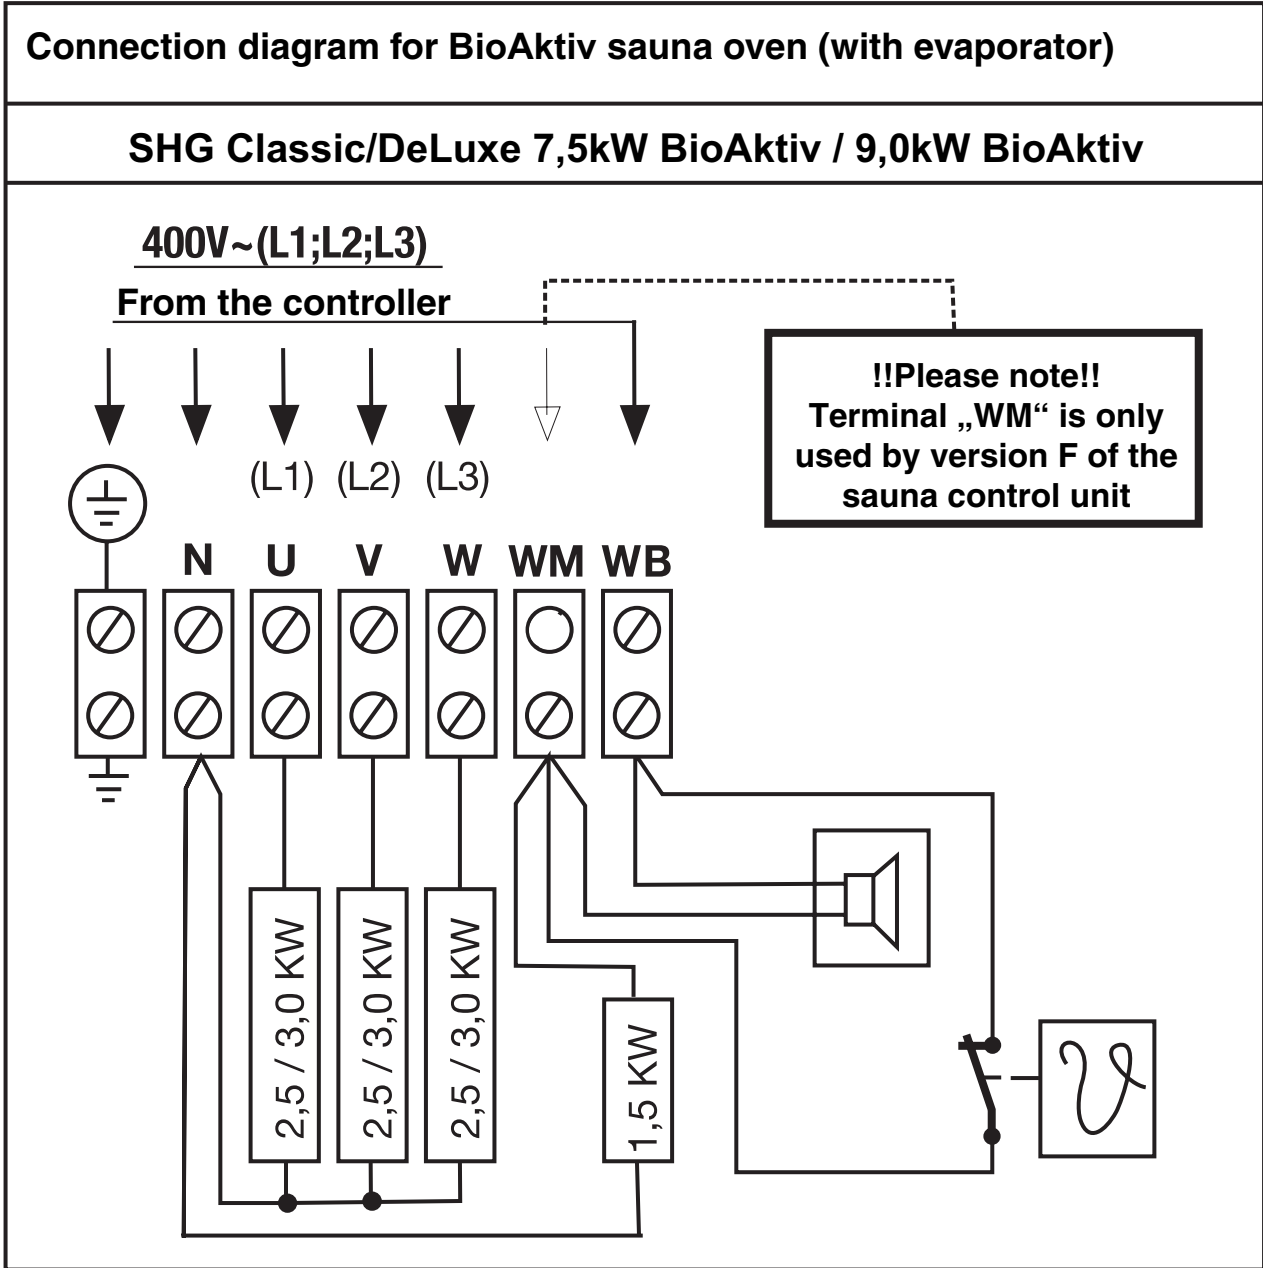 Connection diagram for BioAktiv sauna oven (with evaporator)
SHG Classic/DeLuxe 7,5kW BioAktiv / 9,0kW BioAktiv
400V~(L1;L2;L3)
From the controller
!!Please note!!
Terminal „WM“ is only
used by version F of the
sauna control unit
(L1) (L2) (L3)
N U V W WM WB
2,5 / 3,0 KW
2,5 / 3,0 KW
2,5 / 3,0 KW
1,5 KW
ϑ